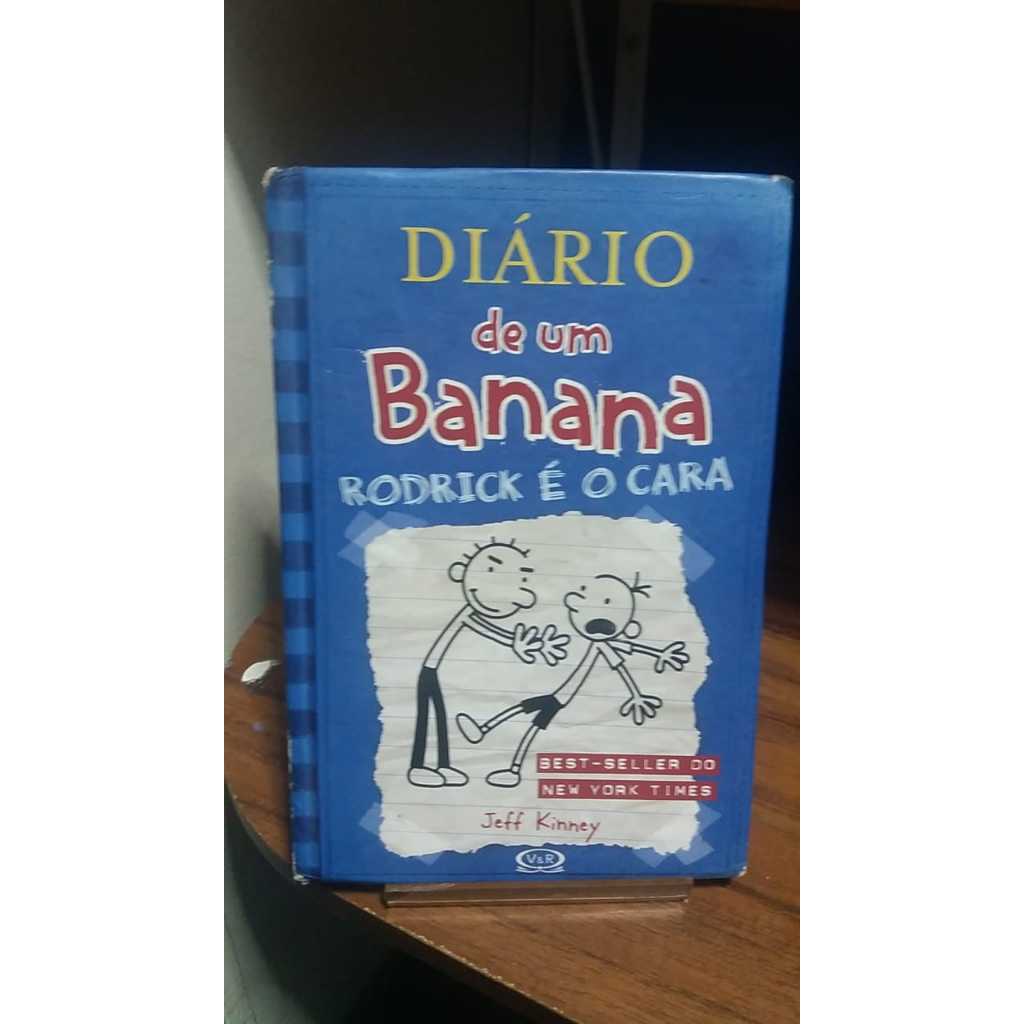 DIÁRIO
de um
Banana
RODRICK É O CARA
BEST-SELLER DO
NEW YORK TIMES
Jeff Kinney
V&R